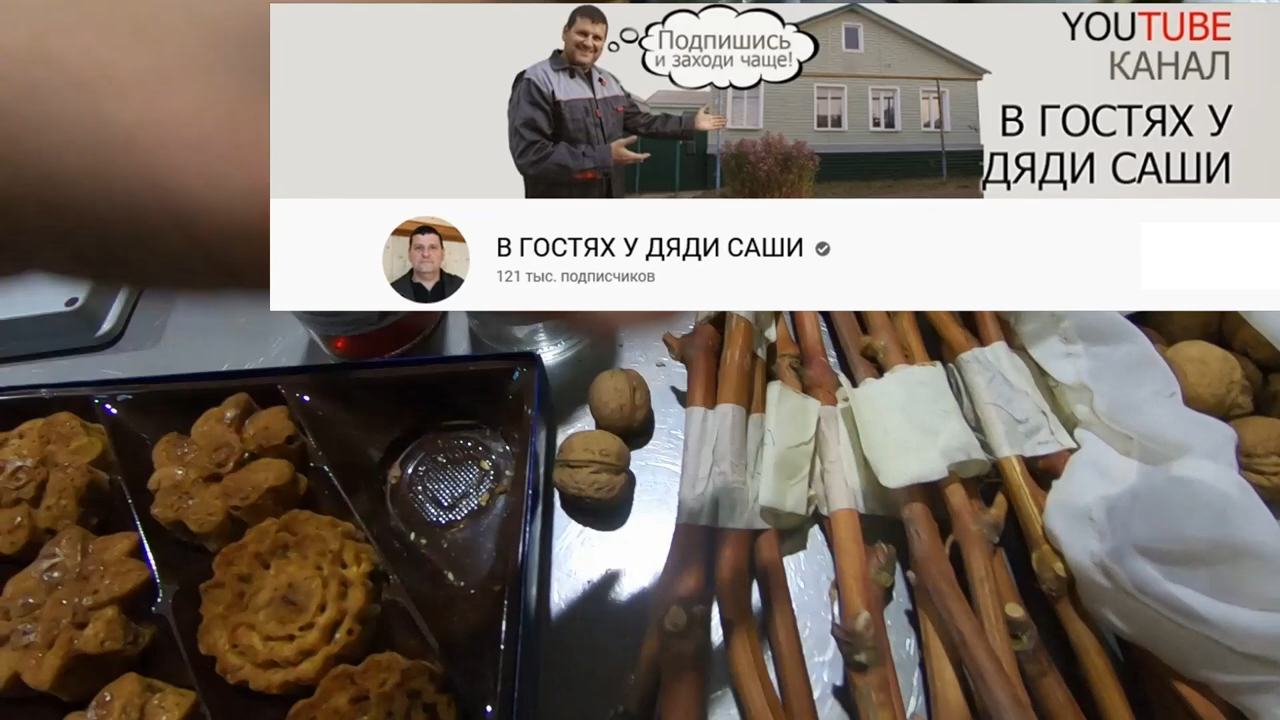 Подпишись
и заходи чаще!
YOUTUBE
КАНАЛ
В ГОСТЯХ У
ДЯДИ САШИ
В ГОСТЯХ У ДЯДИ САШИ
121 тыс. подписчиков